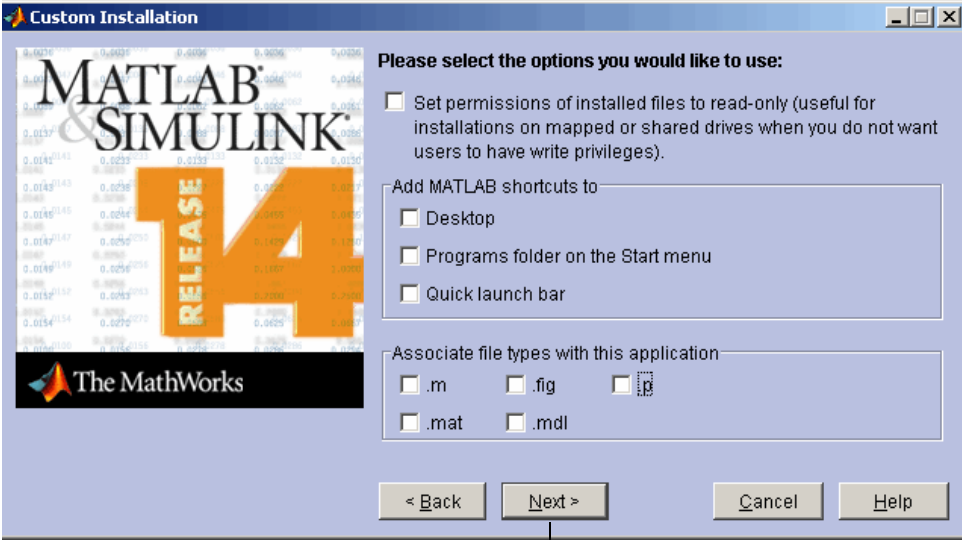 Custom Installation
MATLAB®
& SIMULINK®
RELEASE
14
The MathWorks
Please select the options you would like to use:
Set permissions of installed files to read-only (useful for
installations on mapped or shared drives when you do not want
users to have write privileges).
Add MATLAB shortcuts to
Desktop
Programs folder on the Start menu
Quick launch bar
Associate file types with this application
.m .fig .p
.mat .mdl
< Back Next > Cancel Help